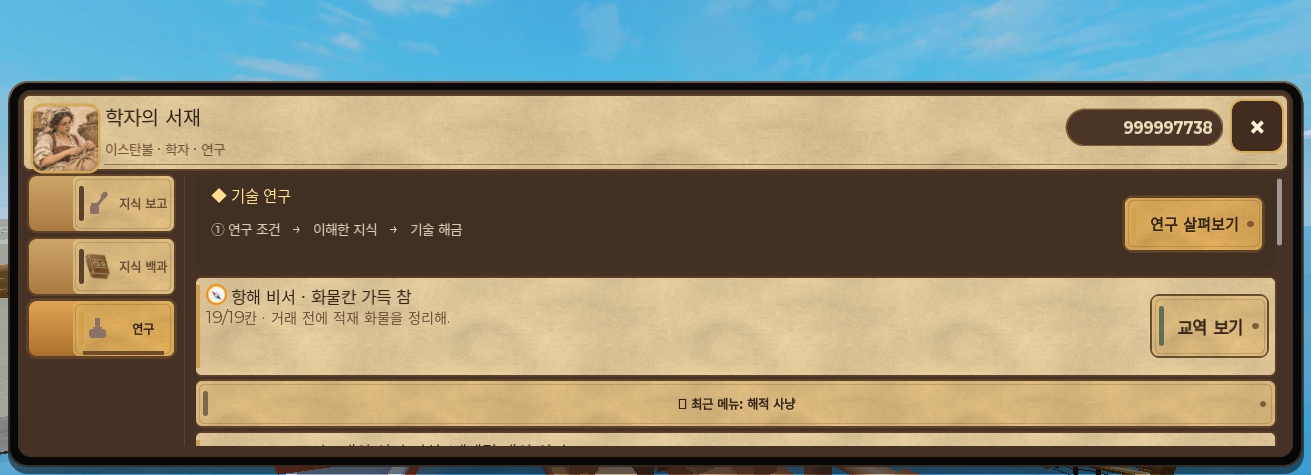 학자의 서재
이스탄불 · 학자 · 연구
999997738
×
지식 보고
지식 백과
연구
◆ 기술 연구
① 연구 조건 → 이해한 지식 → 기술 해금
연구 살펴보기
항해 비서 · 화물칸 가득 참
19/19칸 · 거래 전에 적재 화물을 정리해.
교역 보기
최근 메뉴: 해적 사냥